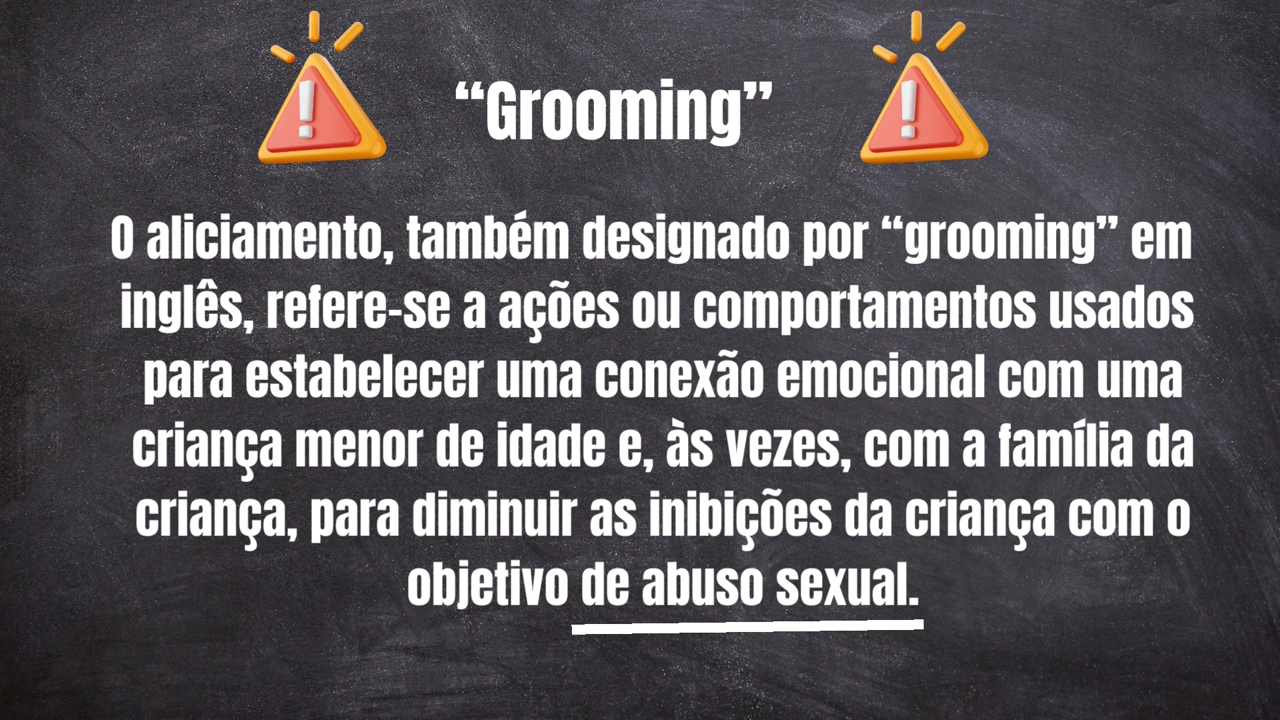 “Grooming”
O aliciamento, também designado por “grooming” em
inglês, refere-se a ações ou comportamentos usados
para estabelecer uma conexão emocional com uma
criança menor de idade e, às vezes, com a família da
criança, para diminuir as inibições da criança com o
objetivo de abuso sexual.